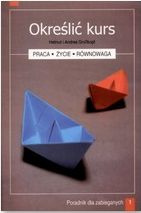 Określić kurs
PRACA • ŻYCIE • RÓWNOWAGA
Poradnik dla zabieganych 1